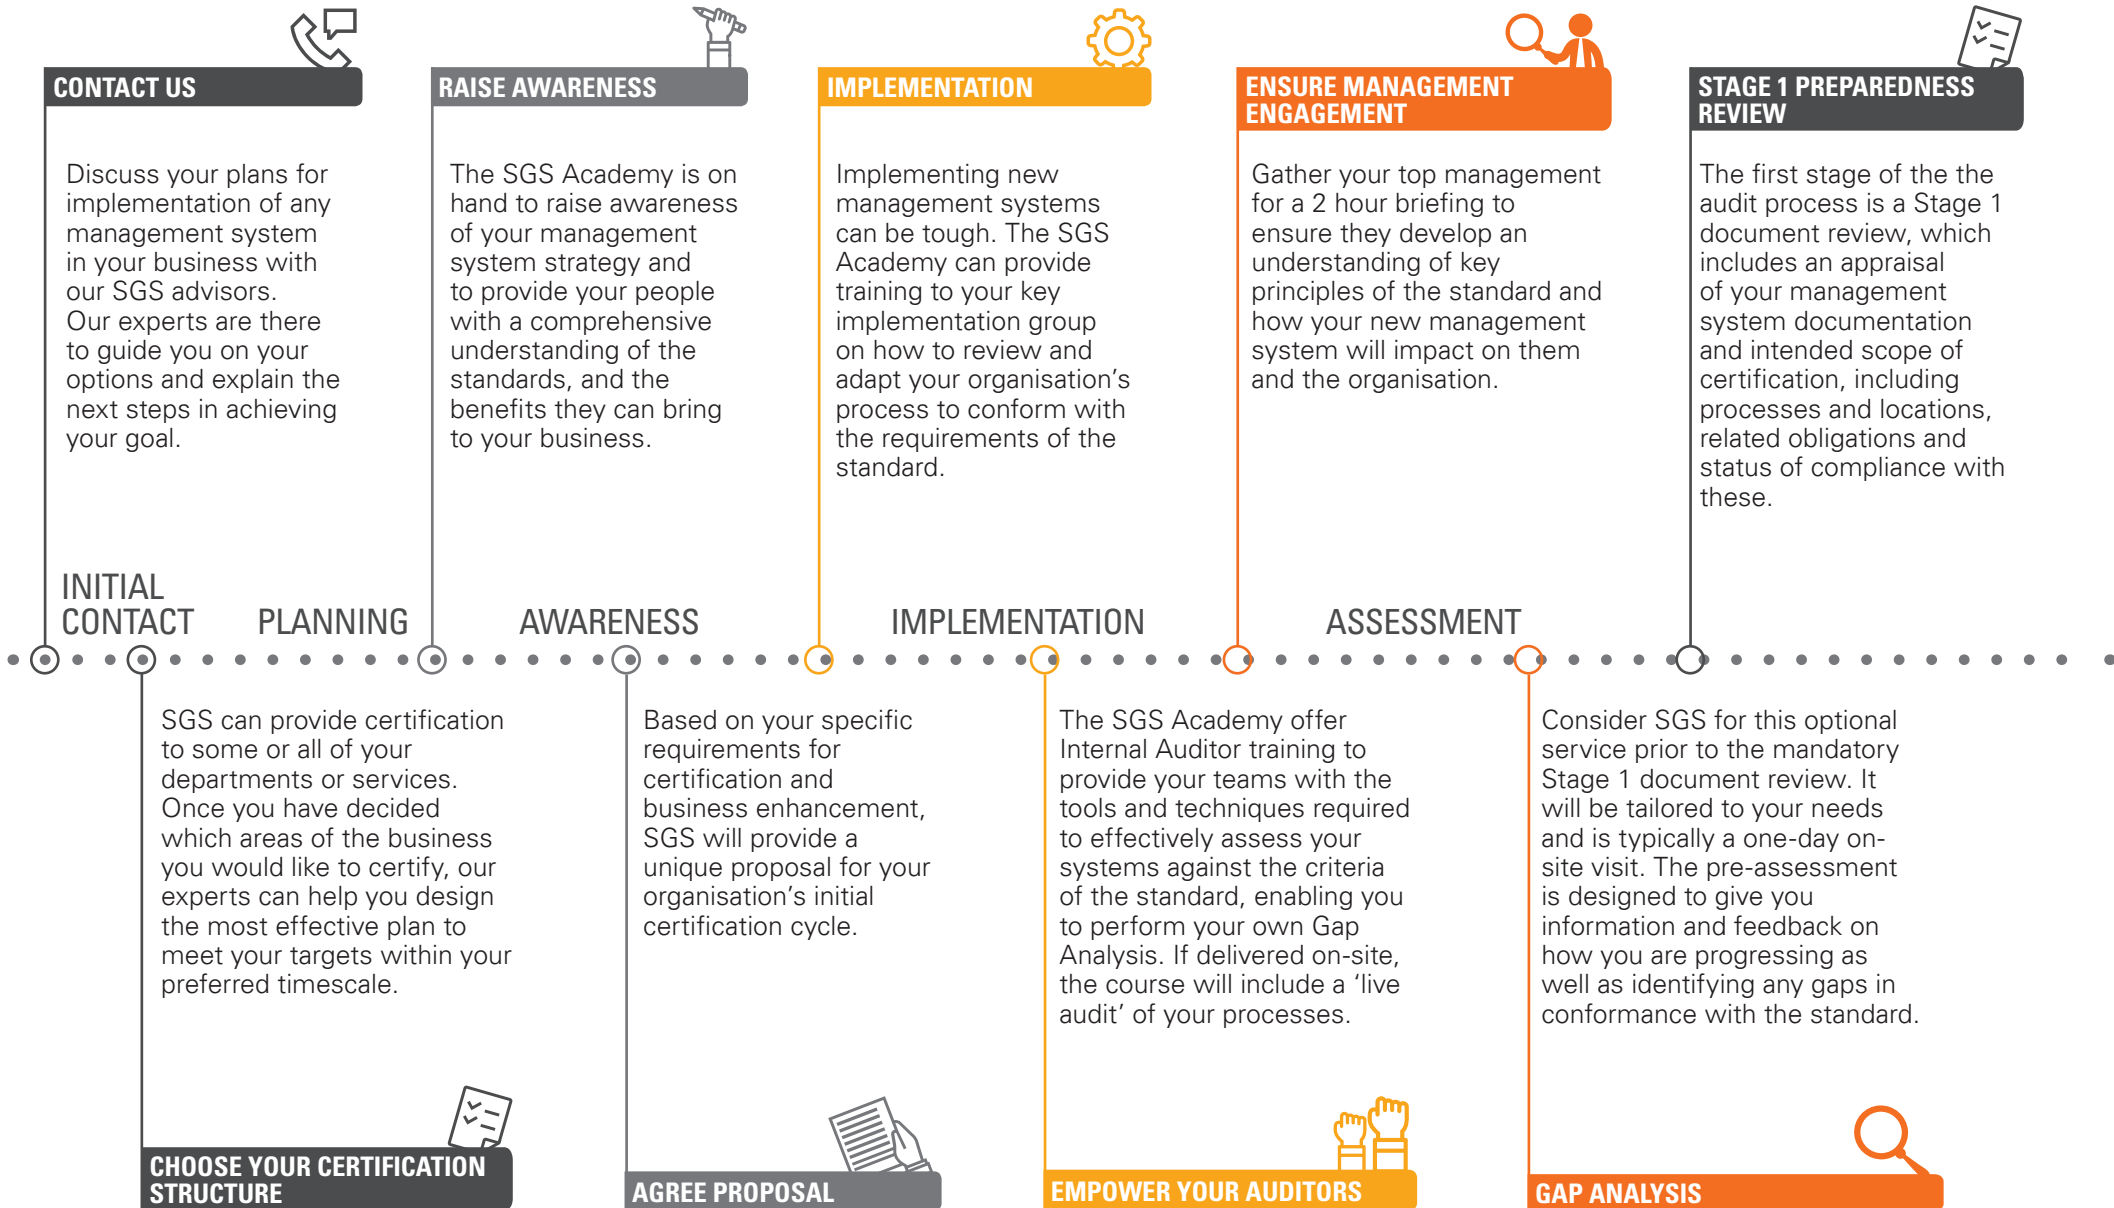 CONTACT US
Discuss your plans for
implementation of any
management system
in your business with
our SGS advisors.
Our experts are there
to guide you on your
options and explain the
next steps in achieving
your goal.
RAISE AWARENESS
The SGS Academy is on
hand to raise awareness
of your management
system strategy and
to provide your people
with a comprehensive
understanding of the
standards, and the
benefits they can bring
to your business.
IMPLEMENTATION
Implementing new
management systems
can be tough. The SGS
Academy can provide
training to your key
implementation group
on how to review and
adapt your organisation’s
process to conform with
the requirements of the
standard.
ENSURE MANAGEMENT
ENGAGEMENT
Gather your top management
for a 2 hour briefing to
ensure they develop an
understanding of key
principles of the standard and
how your new management
system will impact on them
and the organisation.
STAGE 1 PREPAREDNESS
REVIEW
The first stage of the the
audit process is a Stage 1
document review, which
includes an appraisal
of your management
system documentation
and intended scope of
certification, including
processes and locations,
related obligations and
status of compliance with
these.
INITIAL
CONTACT
PLANNING
AWARENESS
IMPLEMENTATION
ASSESSMENT
SGS can provide certification
to some or all of your
departments or services.
Once you have decided
which areas of the business
you would like to certify, our
experts can help you design
the most effective plan to
meet your targets within your
preferred timescale.
CHOOSE YOUR CERTIFICATION
STRUCTURE
Based on your specific
requirements for
certification and
business enhancement,
SGS will provide a
unique proposal for your
organisation’s initial
certification cycle.
AGREE PROPOSAL
The SGS Academy offer
Internal Auditor training to
provide your teams with the
tools and techniques required
to effectively assess your
systems against the criteria
of the standard, enabling you
to perform your own Gap
Analysis. If delivered on-site,
the course will include a ‘live
audit’ of your processes.
EMPOWER YOUR AUDITORS
Consider SGS for this optional
service prior to the mandatory
Stage 1 document review. It
will be tailored to your needs
and is typically a one-day on-
site visit. The pre-assessment
is designed to give you
information and feedback on
how you are progressing as
well as identifying any gaps in
conformance with the standard.
GAP ANALYSIS